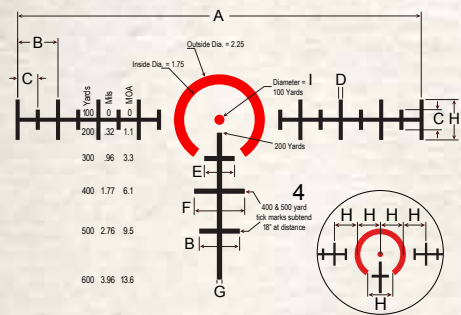 A
B
C
Outside Dia. = 2.25
Inside Dia, = 1.75
Diameter = I
100 Yards
D
C H
Yards Mils MOA
100 0 0
200 .32 1.1
300 .96 3.3
400 1.77 6.1
500 2.76 9.5
600 3.96 13.6
200 Yards
E
F
B
G
4
400 & 500 yard
tick marks subtend
18" at distance
H H H H
H